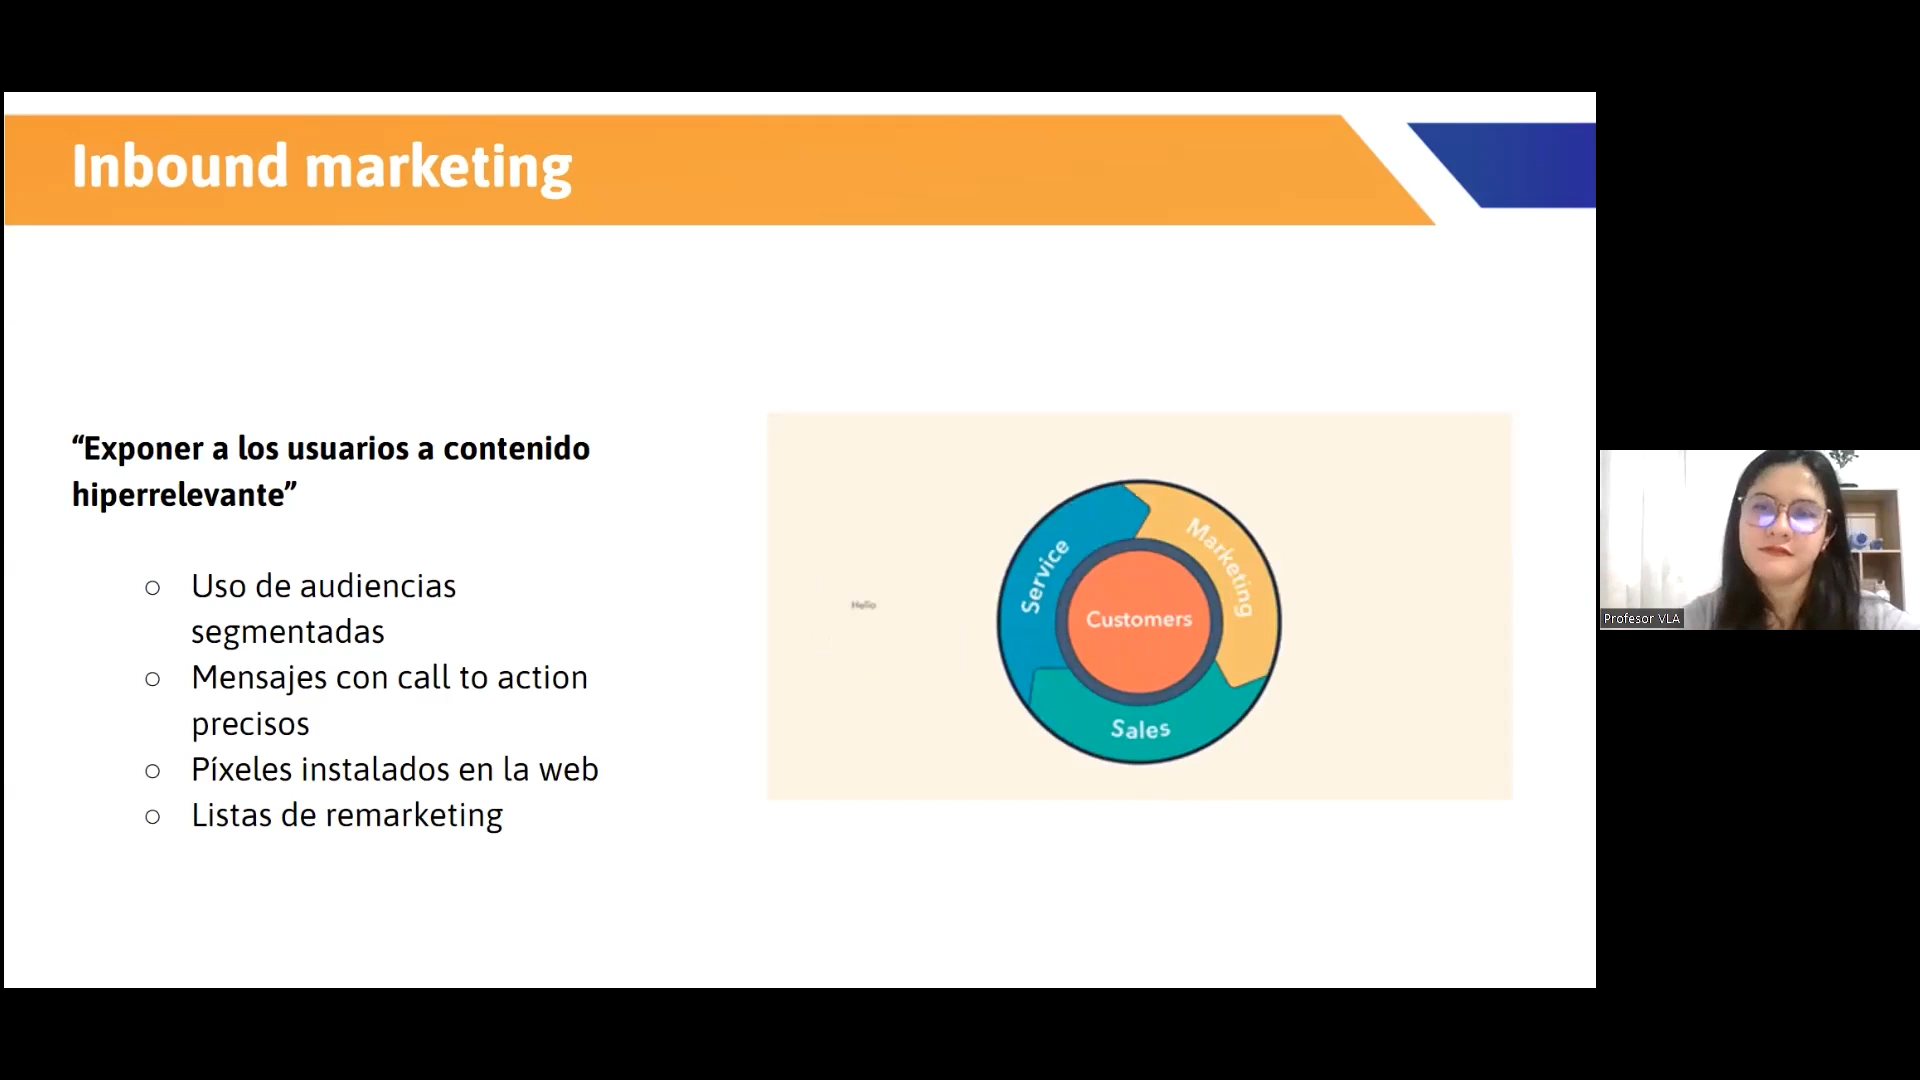 Inbound marketing
“Exponer a los usuarios a contenido
hiperrelevante”
○ Uso de audiencias
segmentadas
○ Mensajes con call to action
precisos
○ Píxeles instalados en la web
○ Listas de remarketing
Hello
Service
Marketing
Customers
Sales
Profesor VLA